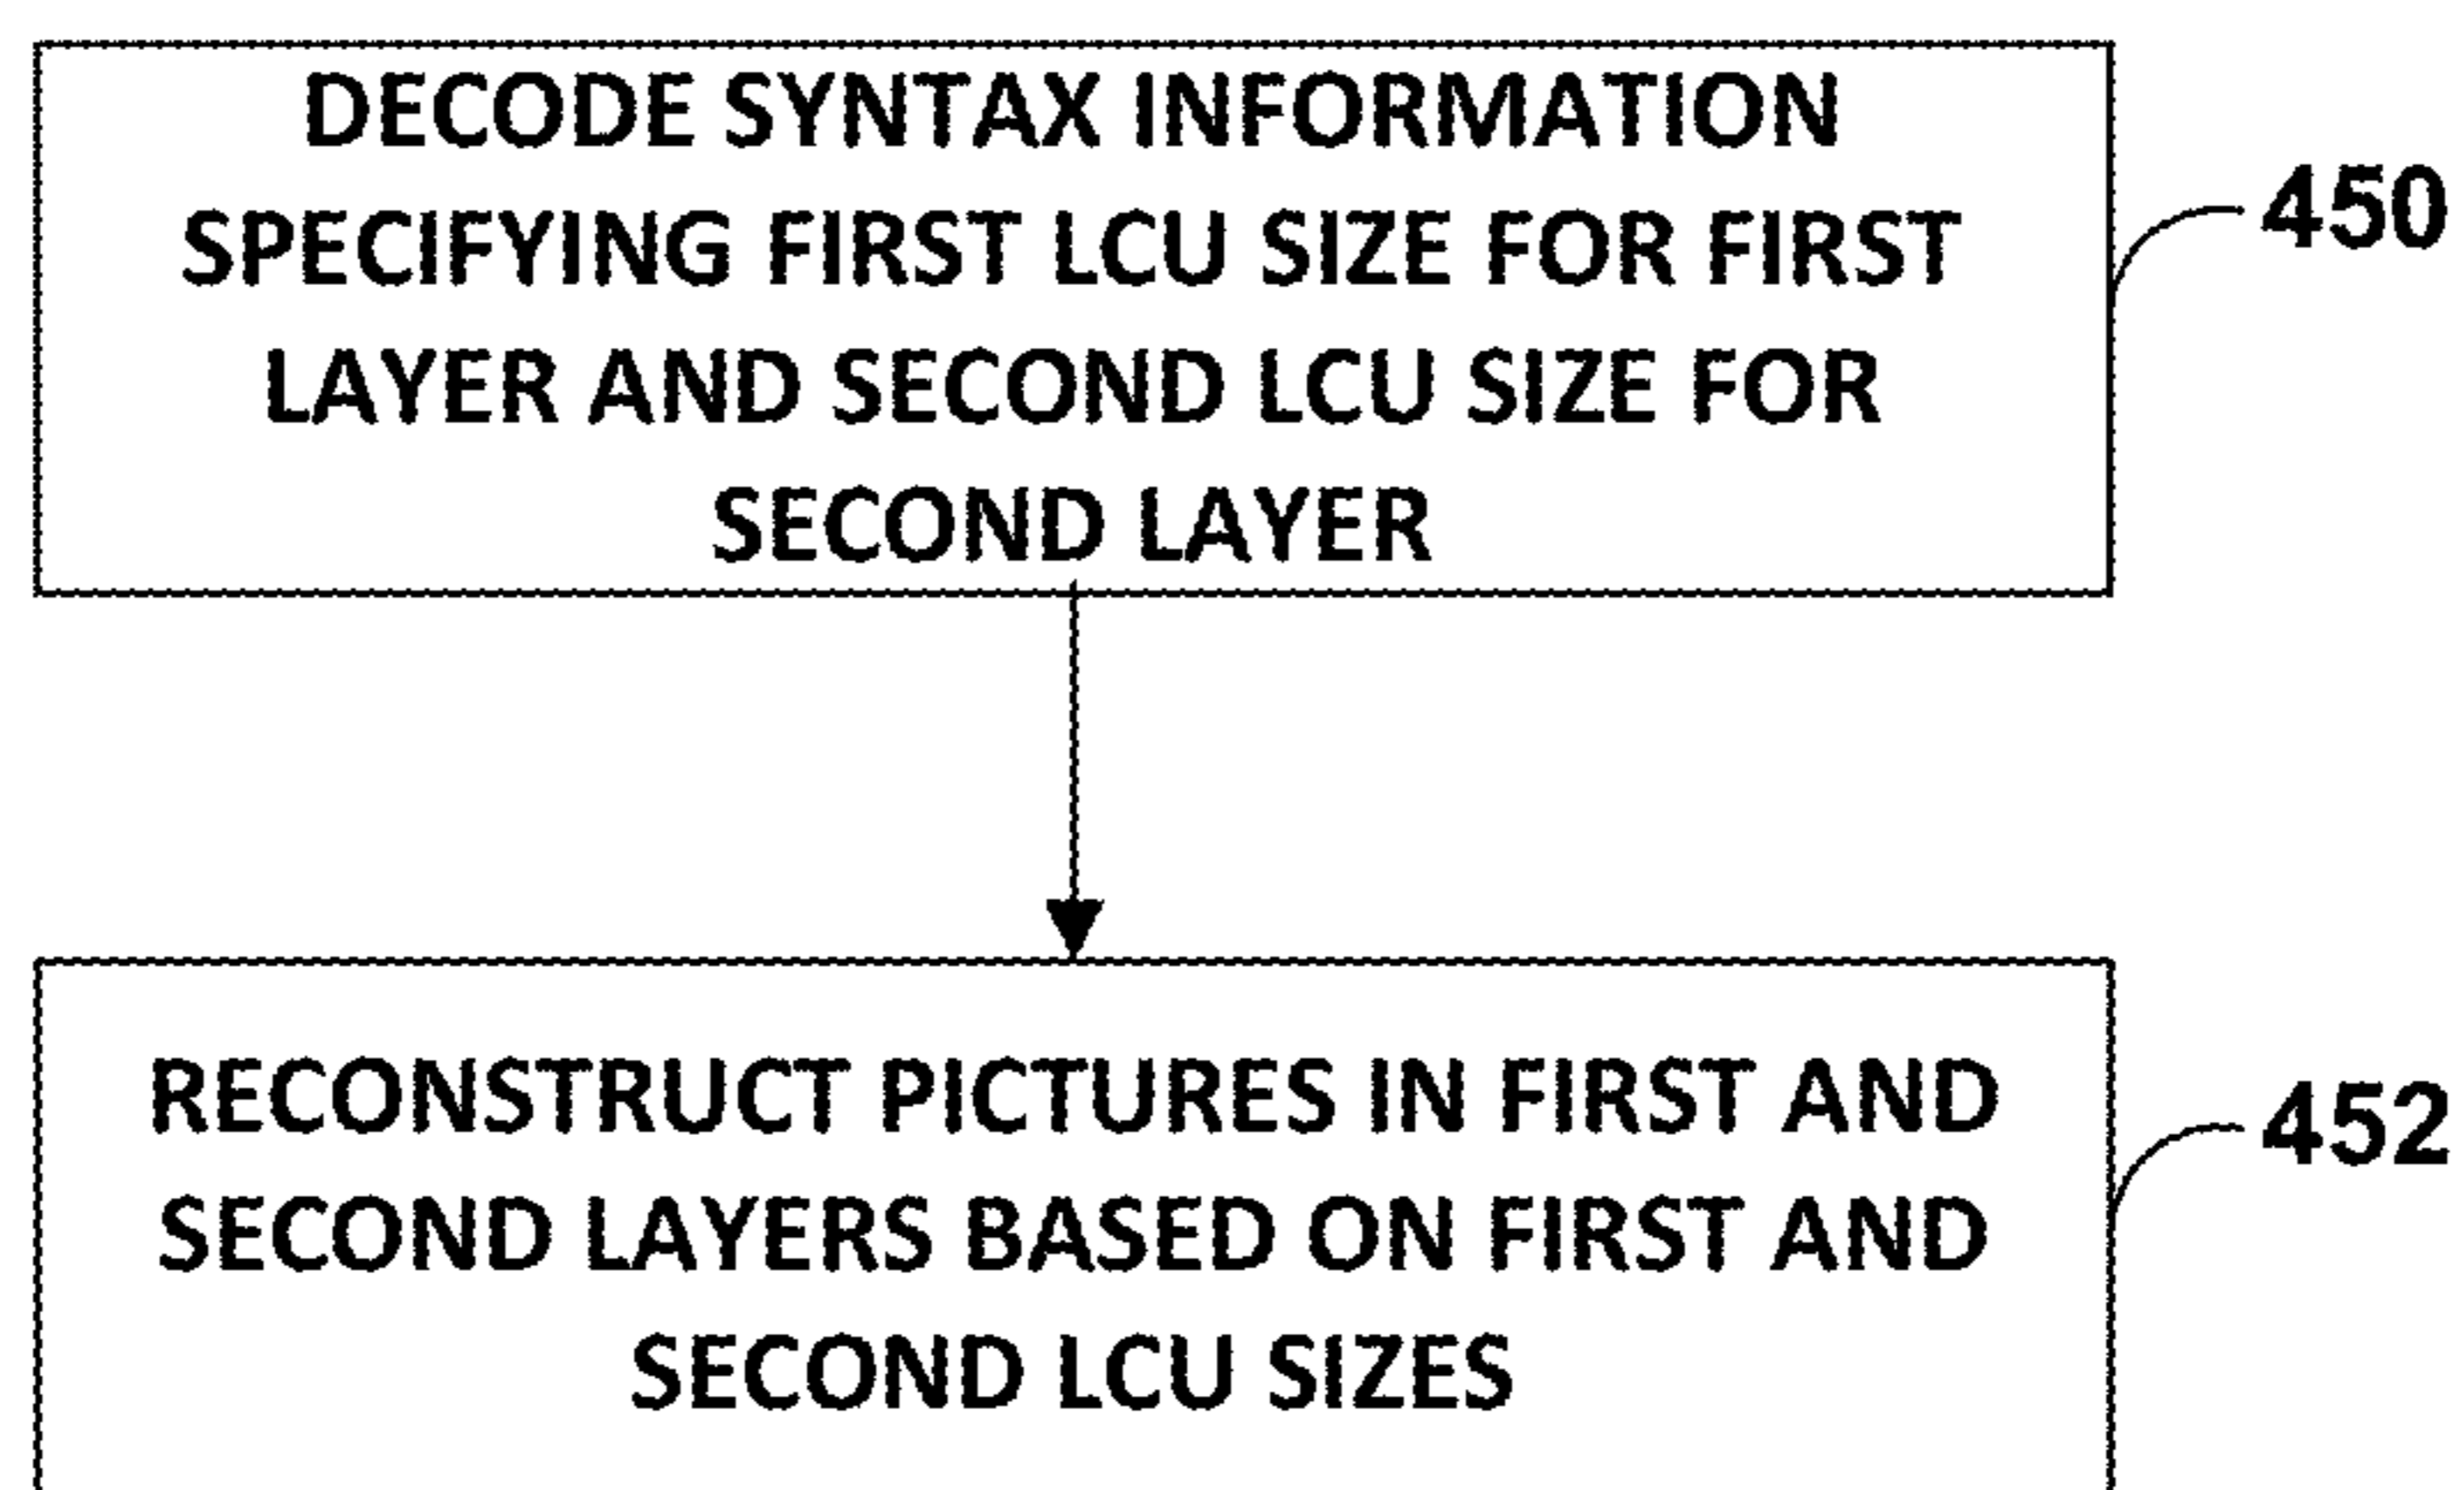 DECODE SYNTAX INFORMATION
SPECIFYING FIRST LCU SIZE FOR FIRST
LAYER AND SECOND LCU SIZE FOR
SECOND LAYER
450
RECONSTRUCT PICTURES IN FIRST AND
SECOND LAYERS BASED ON FIRST AND
SECOND LCU SIZES
452